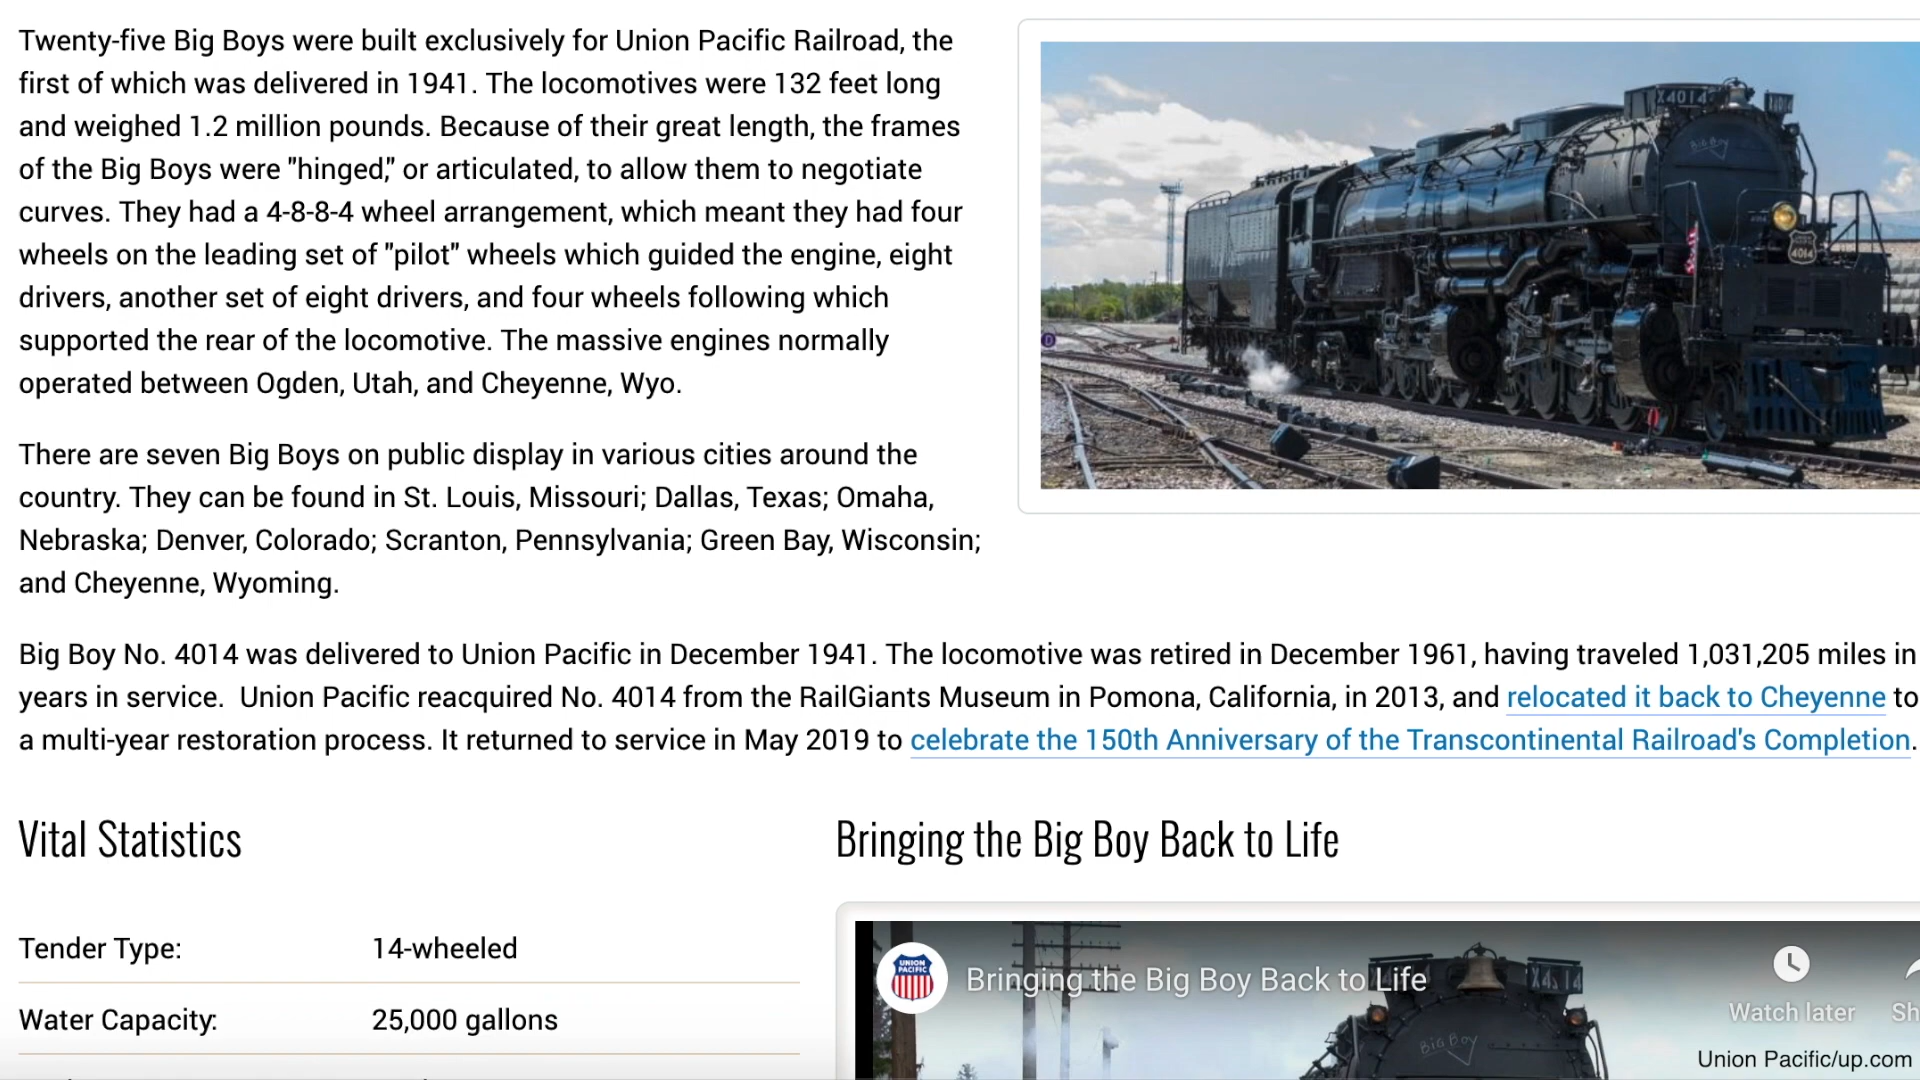 Twenty-five Big Boys were built exclusively for Union Pacific Railroad, the
first of which was delivered in 1941. The locomotives were 132 feet long
and weighed 1.2 million pounds. Because of their great length, the frames
of the Big Boys were "hinged," or articulated, to allow them to negotiate
curves. They had a 4-8-8-4 wheel arrangement, which meant they had four
wheels on the leading set of "pilot" wheels which guided the engine, eight
drivers, another set of eight drivers, and four wheels following which
supported the rear of the locomotive. The massive engines normally
operated between Ogden, Utah, and Cheyenne, Wyo.
X4014
Big Boy
4014
There are seven Big Boys on public display in various cities around the
country. They can be found in St. Louis, Missouri; Dallas, Texas; Omaha,
Nebraska; Denver, Colorado; Scranton, Pennsylvania; Green Bay, Wisconsin;
and Cheyenne, Wyoming.
Big Boy No. 4014 was delivered to Union Pacific in December 1941. The locomotive was retired in December 1961, having traveled 1,031,205 miles in
years in service.  Union Pacific reacquired No. 4014 from the RailGiants Museum in Pomona, California, in 2013, and relocated it back to Cheyenne to
a multi-year restoration process. It returned to service in May 2019 to celebrate the 150th Anniversary of the Transcontinental Railroad's Completion.
Vital Statistics
Tender Type: 14-wheeled
Water Capacity: 25,000 gallons
Bringing the Big Boy Back to Life
UNION
PACIFIC
Bringing the Big Boy Back to Life
Watch later
Sh
Big Boy
Union Pacific/up.com